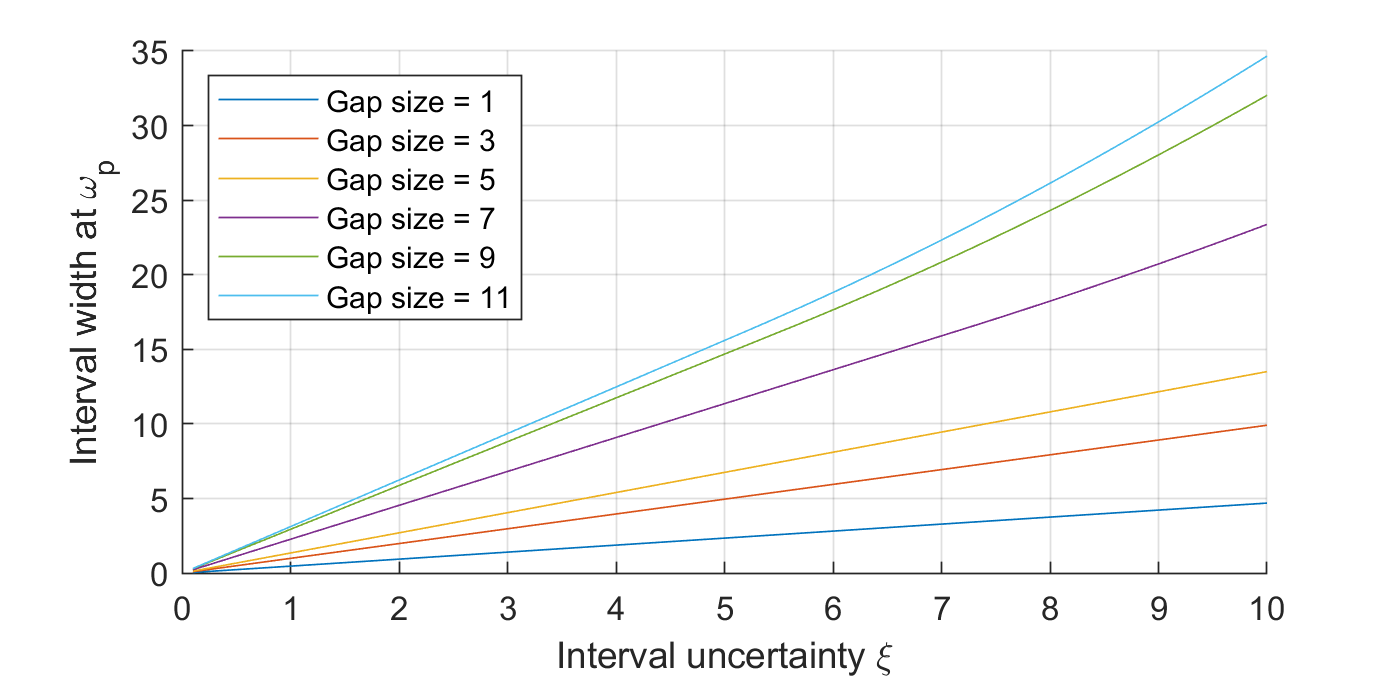 35
30
25
20
15
10
5
0
Interval width at ωp
Gap size = 1
Gap size = 3
Gap size = 5
Gap size = 7
Gap size = 9
Gap size = 11
0 1 2 3 4 5 6 7 8 9 10
Interval uncertainty ξ